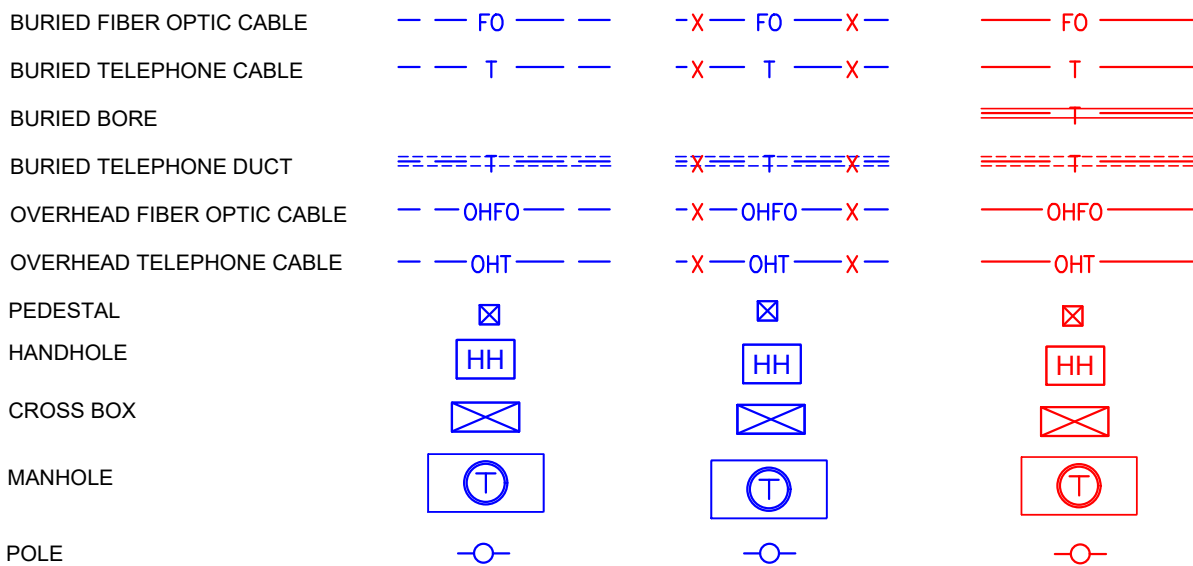 BURIED FIBER OPTIC CABLE FO X FO X FO
BURIED TELEPHONE CABLE T X T X T
BURIED BORE T
BURIED TELEPHONE DUCT T X T X T
OVERHEAD FIBER OPTIC CABLE OHFO X OHFO X OHFO
OVERHEAD TELEPHONE CABLE OHT X OHT X OHT
PEDESTAL
HANDHOLE HH HH HH
CROSS BOX
MANHOLE T T T
POLE